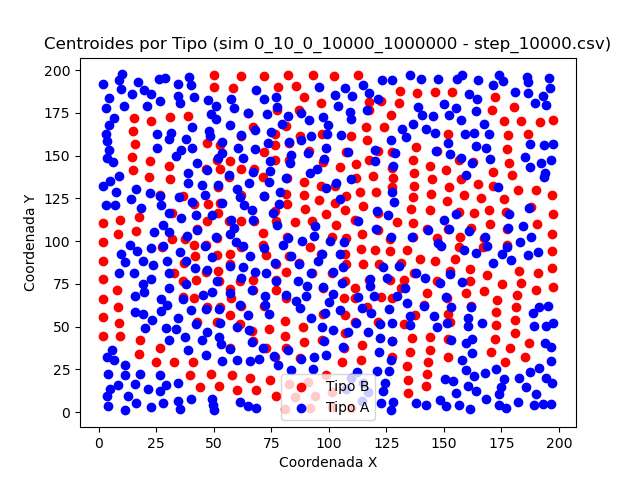 Centroides por Tipo (sim 0_10_0_10000_1000000 - step_10000.csv)
200
175
150
125
100
75
50
25
0
Coordenada Y
Tipo B
Tipo A
0 25 50 75 100 125 150 175 200
Coordenada X